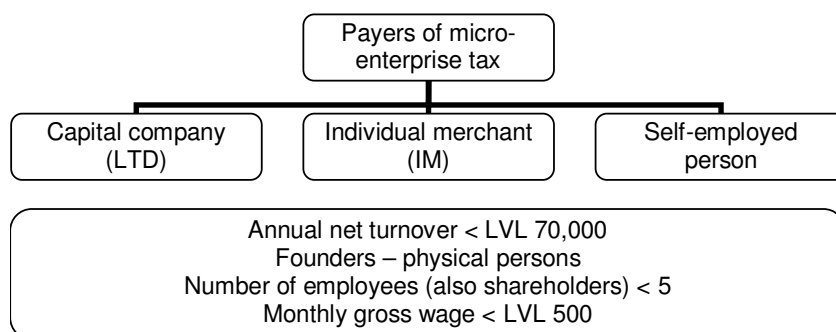 Payers of micro-
enterprise tax
Capital company
(LTD)
Individual merchant
(IM)
Self-employed
person
Annual net turnover < LVL 70,000
Founders – physical persons
Number of employees (also shareholders) < 5
Monthly gross wage < LVL 500